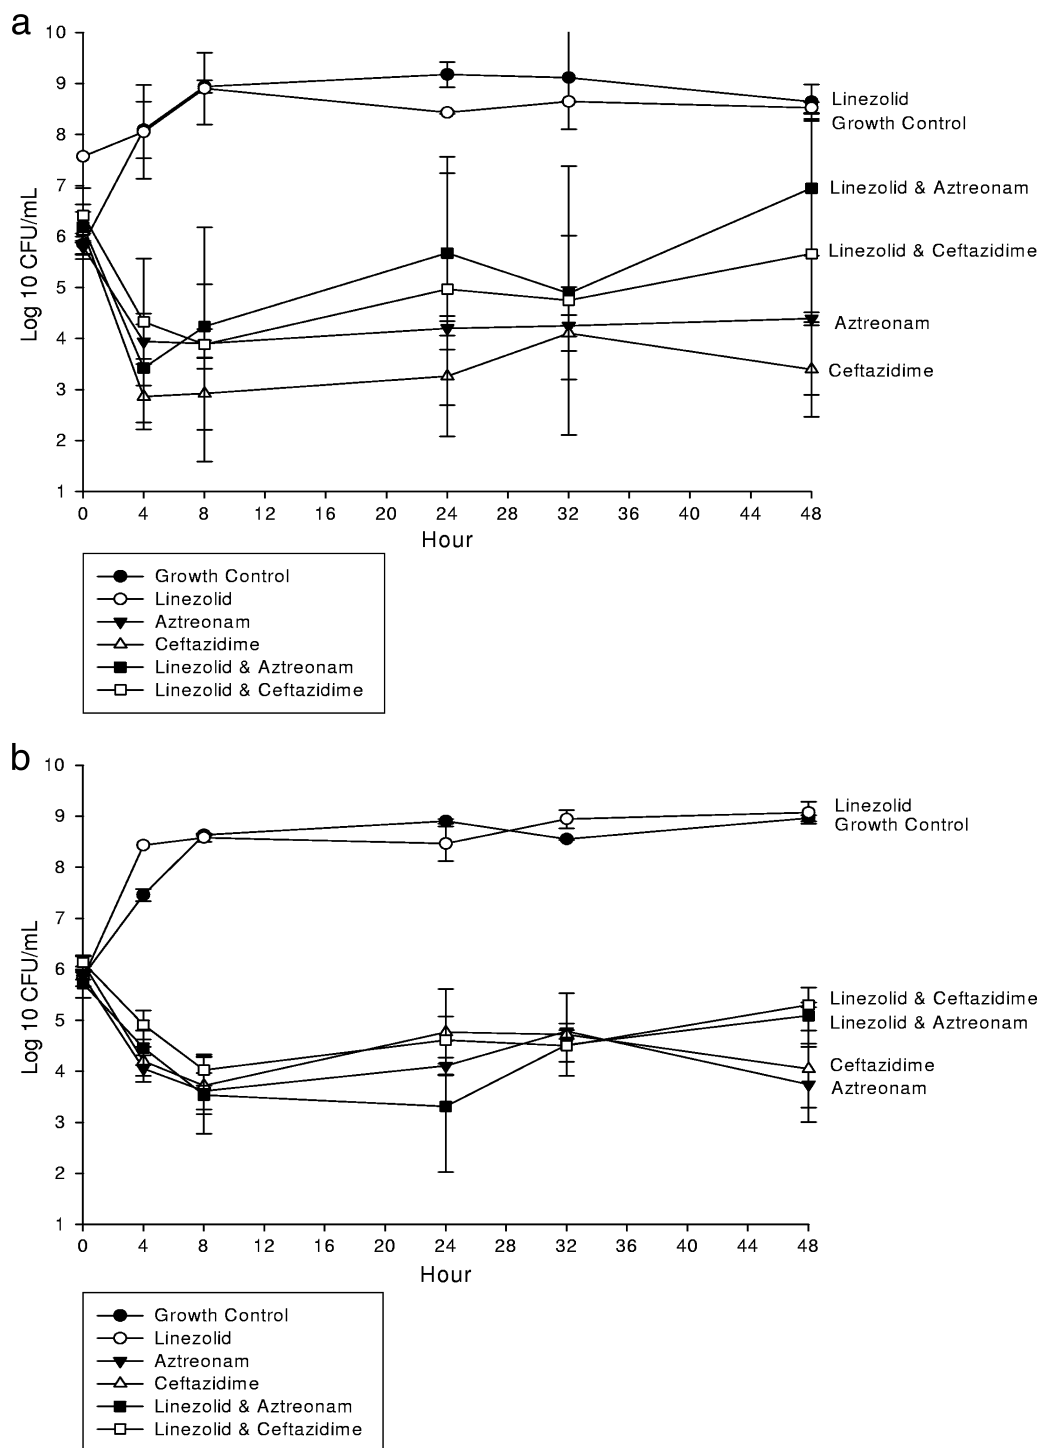 a
10
9
8
7
6
5
4
3
2
1
Log 10 CFU/mL
0 4 8 12 16 20 24 28 32 36 40 44 48
Hour
Linezolid
Growth Control
Linezolid & Aztreonam
Linezolid & Ceftazidime
Aztreonam
Ceftazidime
Growth Control
Linezolid
Aztreonam
Ceftazidime
Linezolid & Aztreonam
Linezolid & Ceftazidime
b
10
9
8
7
6
5
4
3
2
1
Log 10 CFU/mL
0 4 8 12 16 20 24 28 32 36 40 44 48
Hour
Linezolid
Growth Control
Linezolid & Ceftazidime
Linezolid & Aztreonam
Ceftazidime
Aztreonam
Growth Control
Linezolid
Aztreonam
Ceftazidime
Linezolid & Aztreonam
Linezolid & Ceftazidime